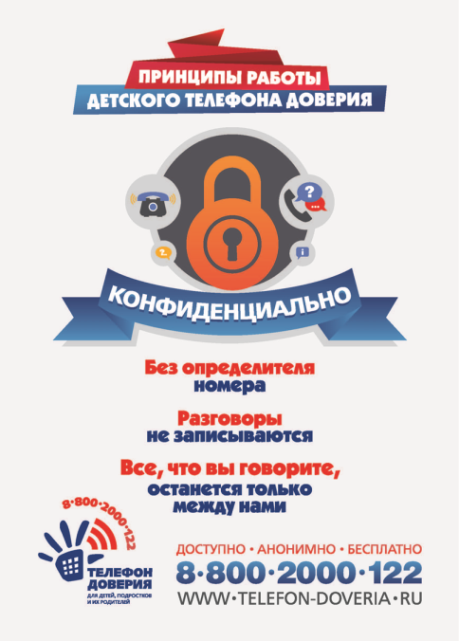 ПРИНЦИПЫ РАБОТЫ
ДЕТСКОГО ТЕЛЕФОНА ДОВЕРИЯ
?
...
i
КОНФИДЕНЦИАЛЬНО
Без определителя
номера
Разговоры
не записываются
Все, что вы говорите,
останется только
между нами
8-800-2000-122
ТЕЛЕФОН
ДОВЕРИЯ
ДЛЯ ДЕТЕЙ, ПОДРОСТКОВ
И ИХ РОДИТЕЛЕЙ
ДОСТУПНО • АНОНИМНО • БЕСПЛАТНО
8•800•2000•122
WWW•TELEFON-DOVERIA•RU